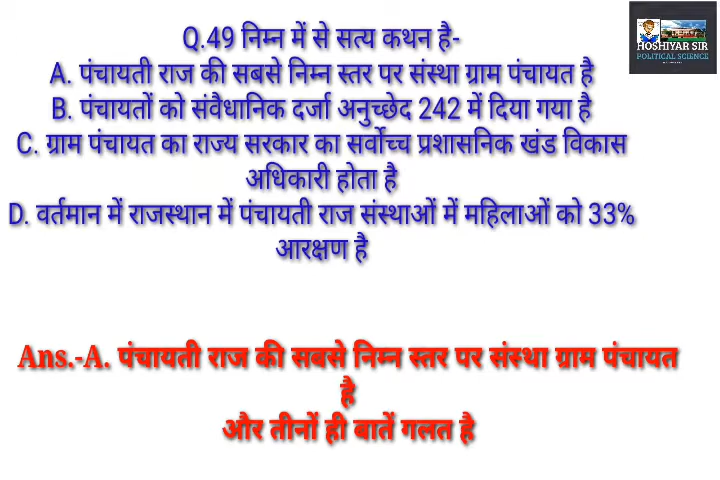 HOSHIYAR SIR
POLITICAL SCIENCE
Q.49 निम्न में से सत्य कथन है-
A. पंचायती राज की सबसे निम्न स्तर पर संस्था ग्राम पंचायत है
B. पंचायतों को संवैधानिक दर्जा अनुच्छेद 242 में दिया गया है
C. ग्राम पंचायत का राज्य सरकार का सर्वोच्च प्रशासनिक खंड विकास
अधिकारी होता है
D. वर्तमान में राजस्थान में पंचायती राज संस्थाओं में महिलाओं को 33%
आरक्षण है
Ans.-A. पंचायती राज की सबसे निम्न स्तर पर संस्था ग्राम पंचायत
है
और तीनों ही बातें गलत है